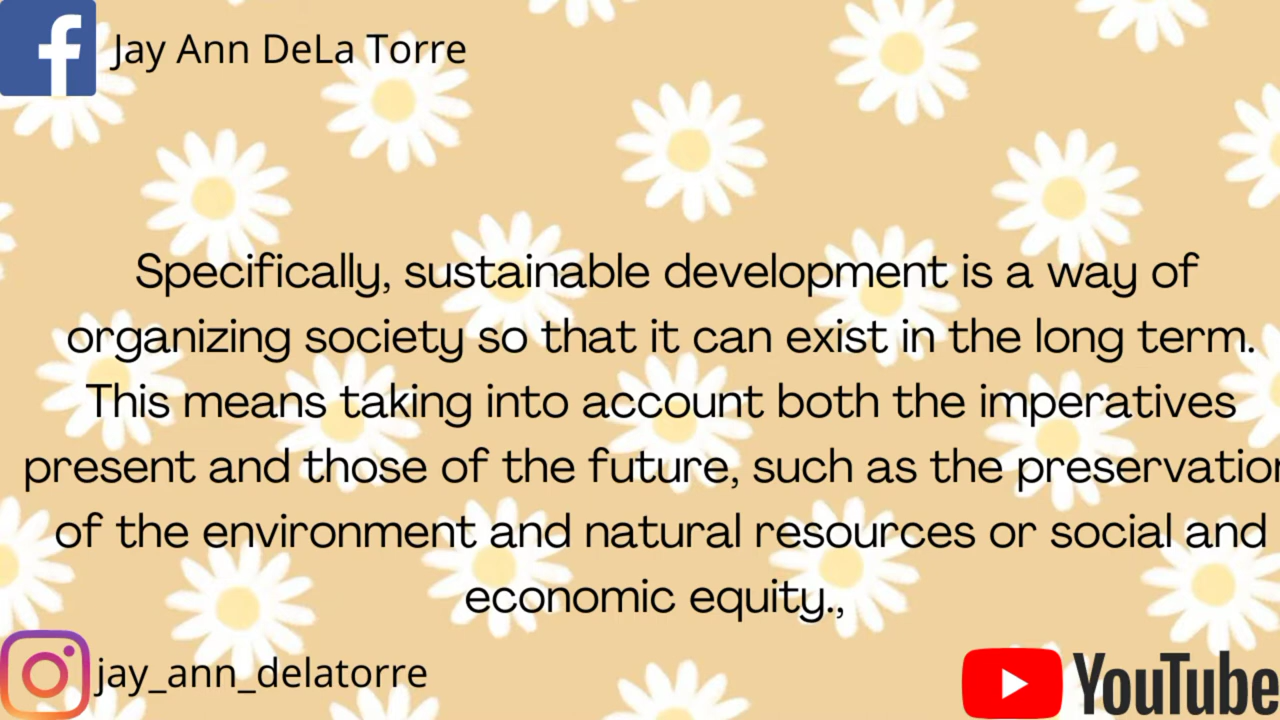 Jay Ann DeLa Torre
Specifically, sustainable development is a way of
organizing society so that it can exist in the long term.
This means taking into account both the imperatives
present and those of the future, such as the preservation
of the environment and natural resources or social and
economic equity.,
jay_ann_delatorre
YouTube